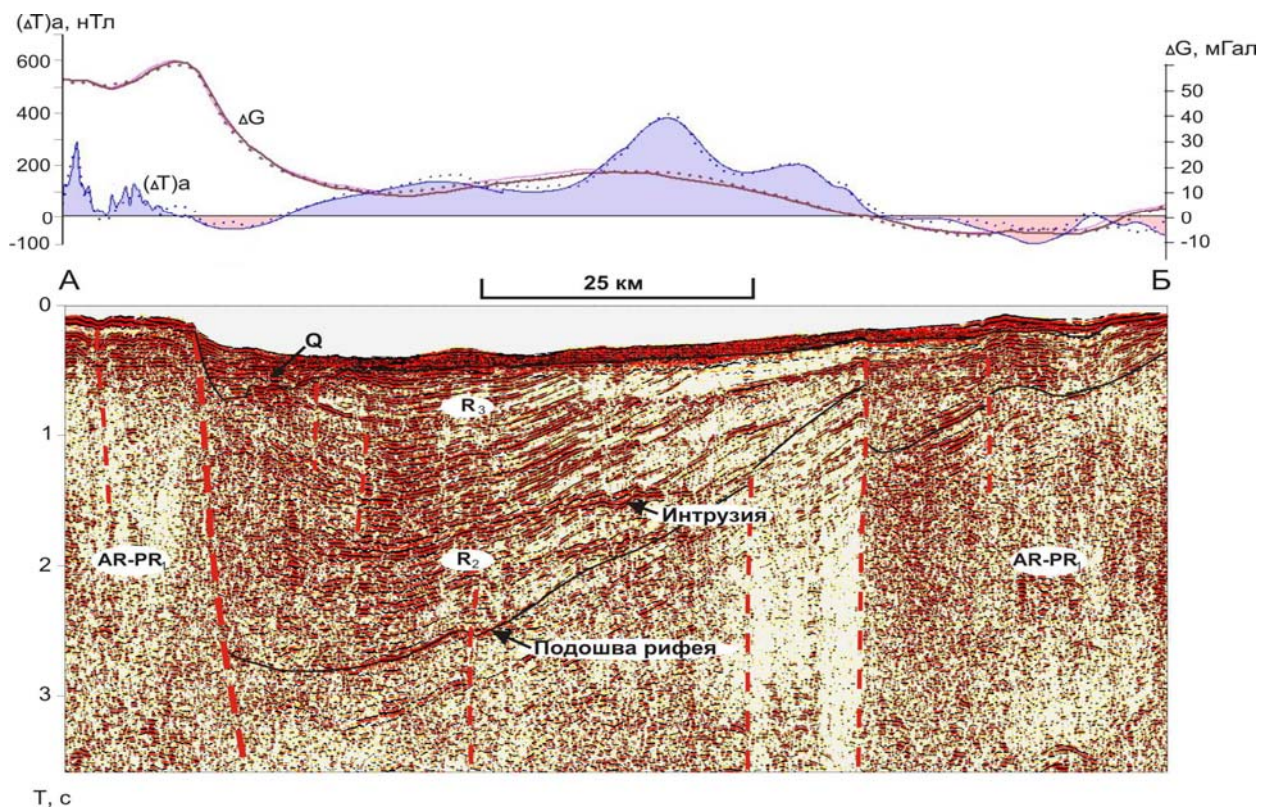 (ΔT)a, нТл
ΔG, мГал
600
400
200
0
-100
50
40
30
20
10
0
-10
ΔG
(ΔT)a
А
25 км
Б
0
1
2
3
Q
R3
Интрузия
AR-PR1
R2
AR-PR1
Подошва рифея
T, с